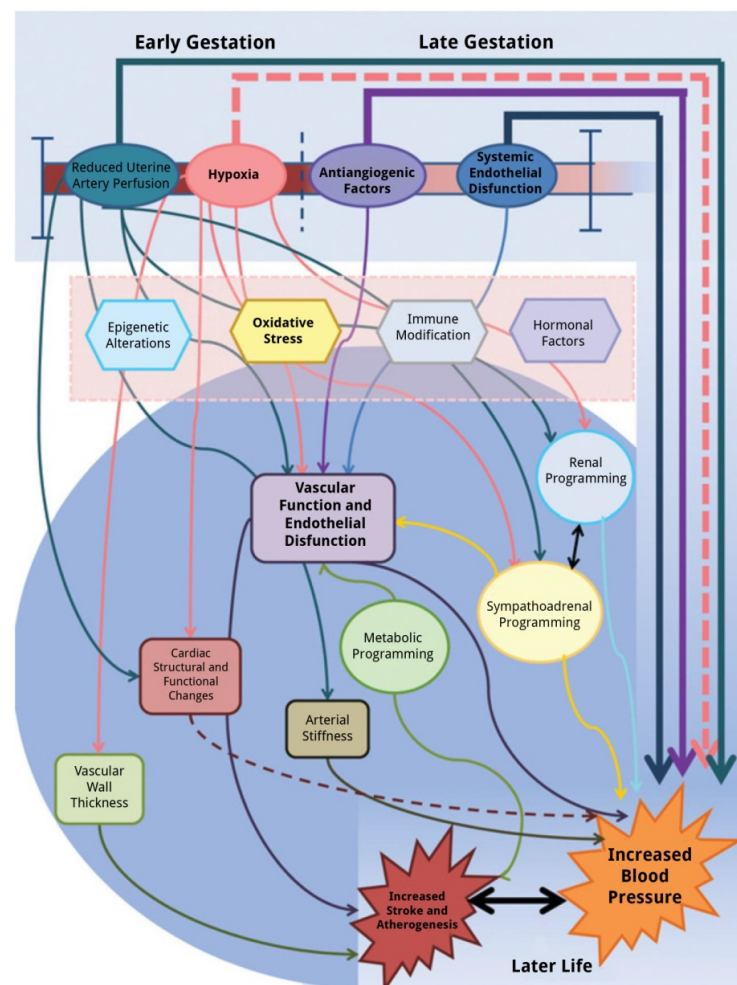 Early Gestation
Late Gestation
Reduced Uterine
Artery Perfusion
Hypoxia
Antiangiogenic
Factors
Systemic
Endothelial
Disfunction
Epigenetic
Alterations
Oxidative
Stress
Immune
Modification
Hormonal
Factors
Renal
Programming
Vascular
Function and
Endothelial
Disfunction
Sympathoadrenal
Programming
Metabolic
Programming
Cardiac
Structural and
Functional
Changes
Arterial
Stiffness
Vascular
Wall
Thickness
Increased
Blood
Pressure
Increased
Stroke and
Atherogenesis
Later Life